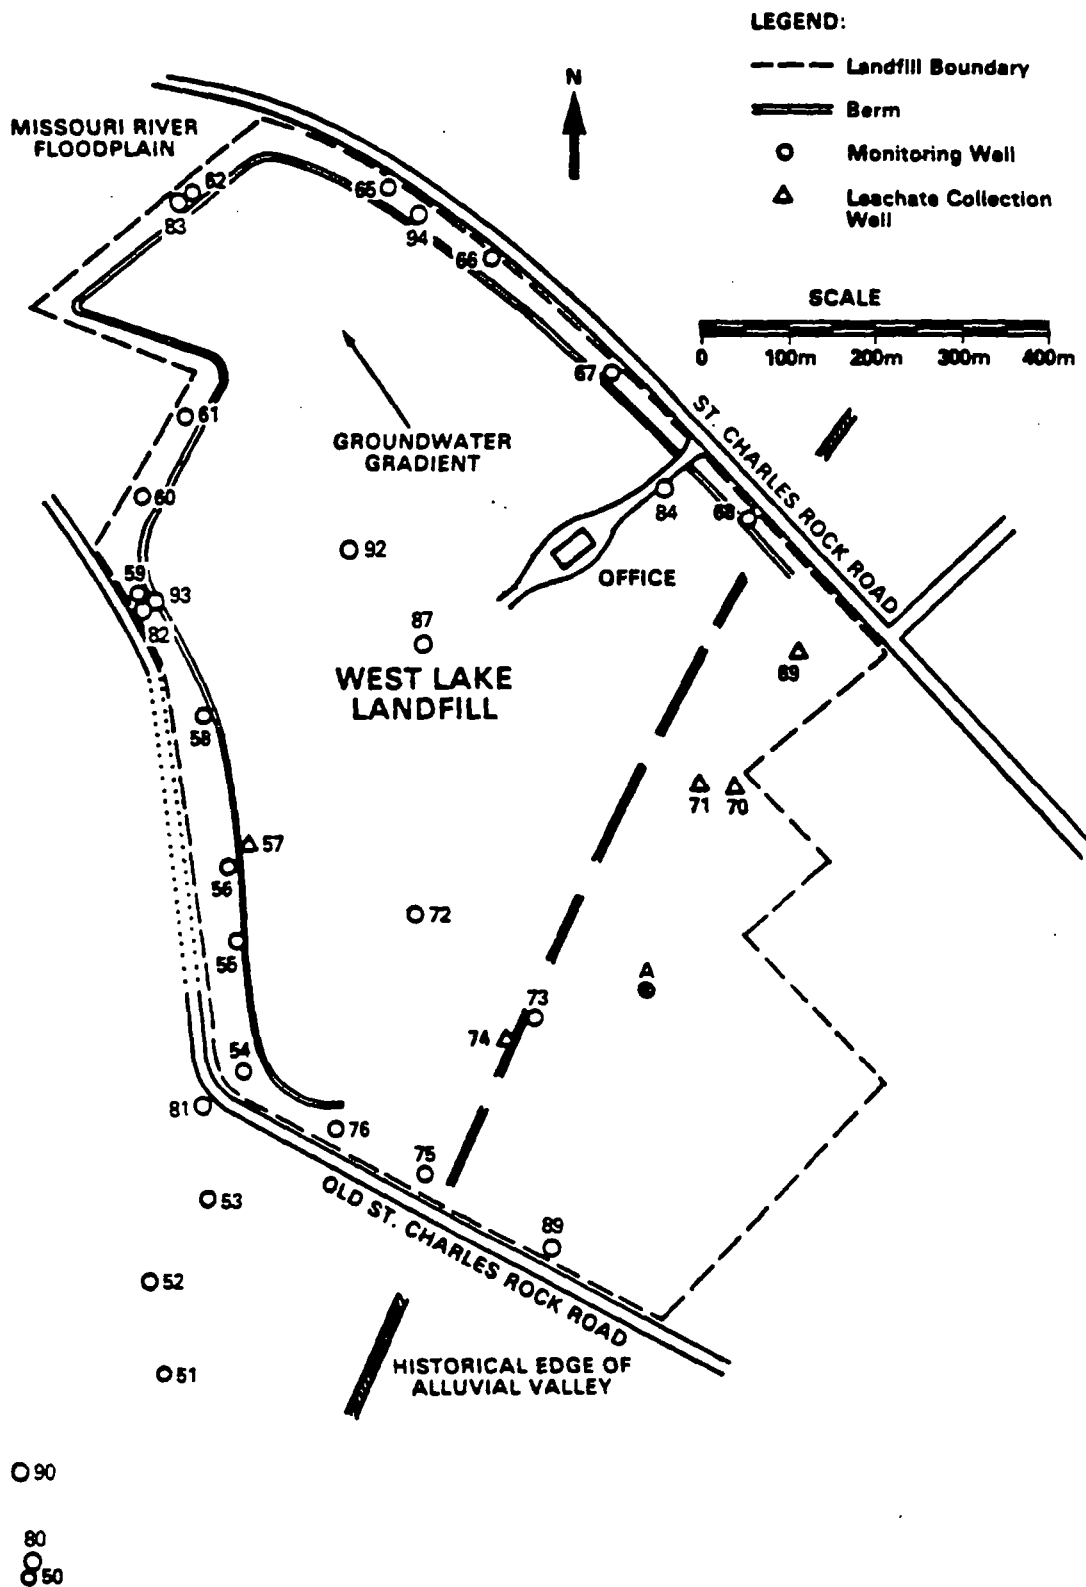 LEGEND:
Landfill Boundary
Berm
Monitoring Well
Leachate Collection
Well
N
MISSOURI RIVER
FLOODPLAIN
62
83
65
94
66
SCALE
0 100m 200m 300m 400m
67
ST. CHARLES ROCK ROAD
61
GROUNDWATER
GRADIENT
60
84
68
92
OFFICE
59
93
82
87
69
WEST LAKE
LANDFILL
58
71
70
57
56
72
55
A
73
74
54
81
76
75
OLD ST. CHARLES ROCK ROAD
53
89
52
HISTORICAL EDGE OF
ALLUVIAL VALLEY
51
90
80
50